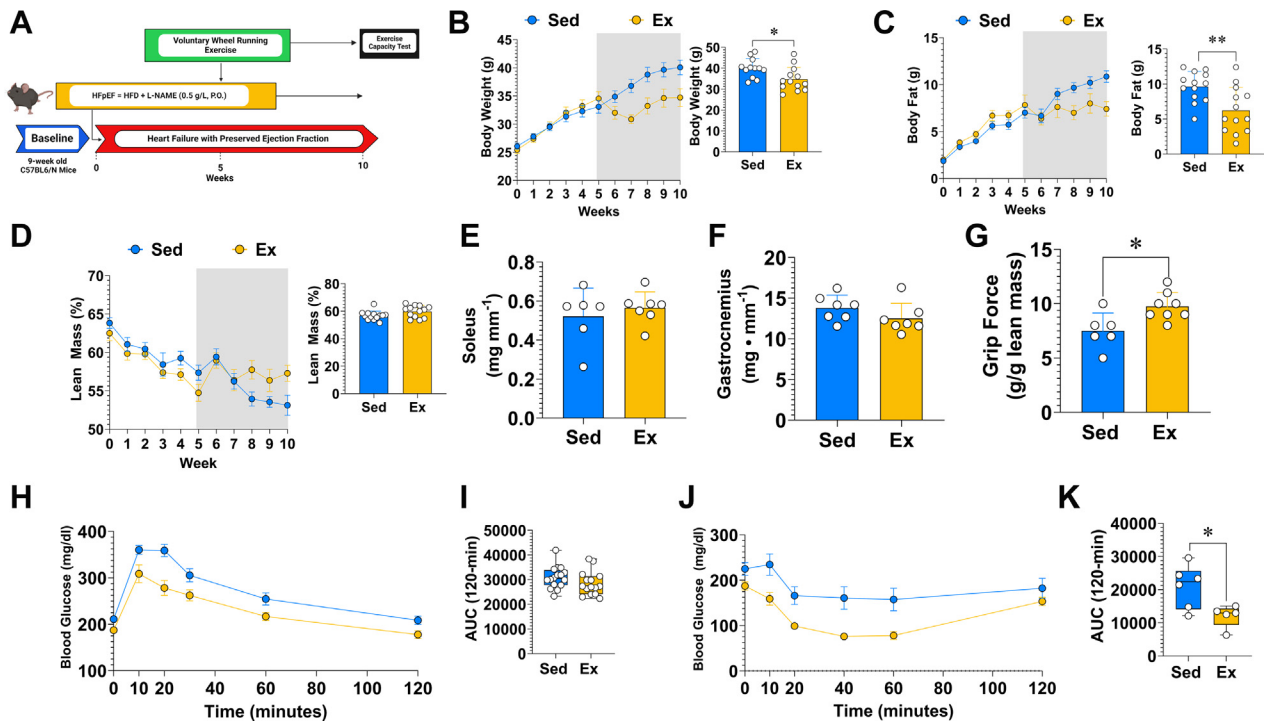 A
Voluntary Wheel Running
Exercise
Exercise
Capacity Test
HFpEF = HFD + L-NAME (0.5 g/L, P.O.)
Baseline
Heart Failure with Preserved Ejection Fraction
9-week old
C57BL6/N Mice
0
5
10
Weeks
B
Sed
Ex
Body Weight (g)
45
40
35
30
25
20
0 1 2 3 4 5 6 7 8 9 10
Weeks
Body Weight (g)
50
40
30
20
10
0
*
Sed
Ex
C
Sed
Ex
Body Fat (g)
15
10
5
0
0 1 2 3 4 5 6 7 8 9 10
Weeks
Body Fat (g)
15
10
5
0
**
Sed
Ex
D
Sed
Ex
Lean Mass (%)
70
65
60
55
50
0 1 2 3 4 5 6 7 8 9 10
Week
Lean Mass (%)
80
60
40
20
0
Sed
Ex
E
Soleus
(mg mm⁻¹)
0.8
0.6
0.4
0.2
0.0
Sed
Ex
F
Gastrocnemius
(mg • mm⁻¹)
20
15
10
5
0
Sed
Ex
G
Grip Force
(g/g lean mass)
15
10
5
0
*
Sed
Ex
H
Blood Glucose (mg/dl)
400
300
200
100
0 10 20 40 60 80 100 120
Time (minutes)
I
AUC (120-min)
50000
40000
30000
20000
10000
0
Sed
Ex
J
Blood Glucose (mg/dl)
300
200
100
0
0 10 20 40 60 120
Time (minutes)
K
AUC (120-min)
40000
30000
20000
10000
0
*
Sed
Ex